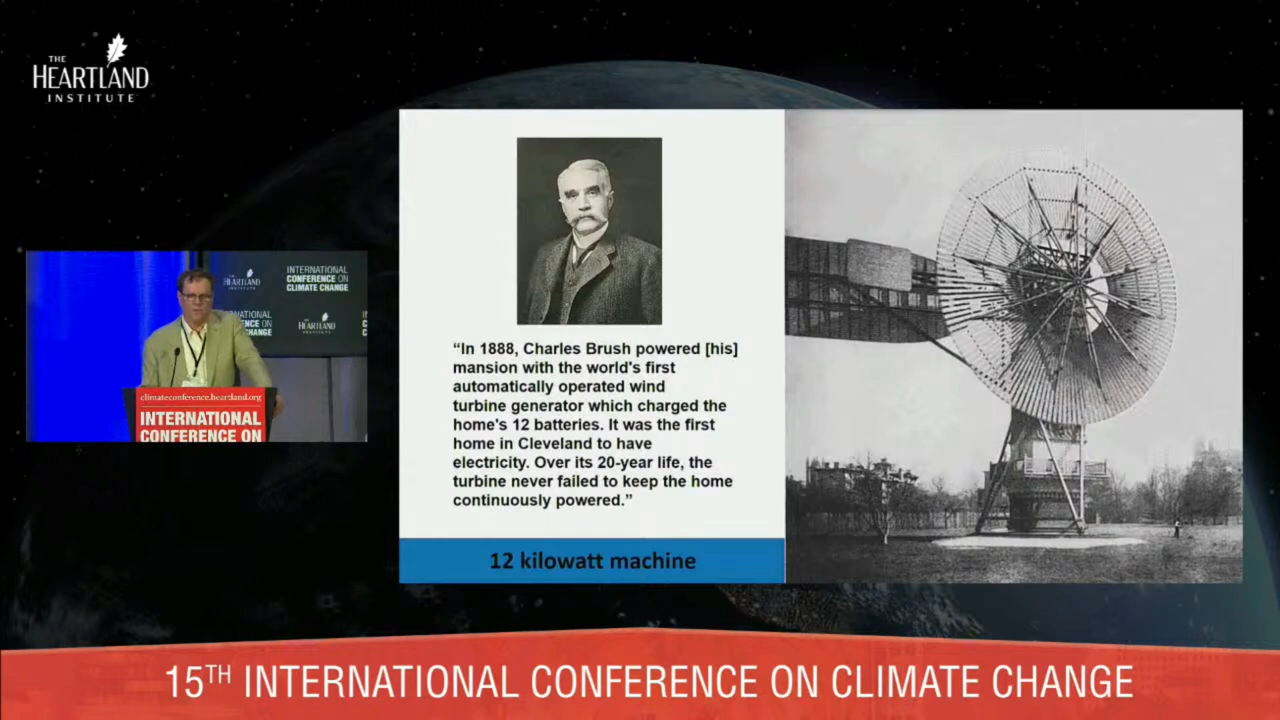 THE
HEARTLAND
INSTITUTE
THE
HEARTLAND
INSTITUTE
INTERNATIONAL
CONFERENCE ON
CLIMATE CHANGE
HEARTLAND
climateconference.heartland.org
INTERNATIONAL
CONFERENCE ON
“In 1888, Charles Brush powered [his]
mansion with the world's first
automatically operated wind
turbine generator which charged the
home's 12 batteries. It was the first
home in Cleveland to have
electricity. Over its 20-year life, the
turbine never failed to keep the home
continuously powered.”
12 kilowatt machine
15TH INTERNATIONAL CONFERENCE ON CLIMATE CHANGE